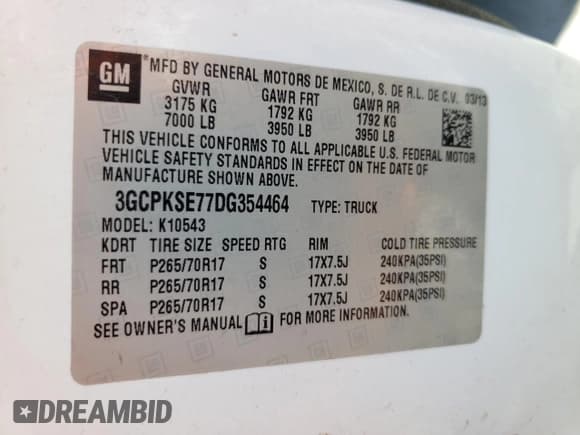 GM
*MFD BY GENERAL MOTORS DE MEXICO, S. DE R.L. DE C.V. 03/13
GVWR GAWR FRT GAWR RR
3175 KG 1792 KG 1792 KG
7000 LB 3950 LB 3950 LB
THIS VEHICLE CONFORMS TO ALL APPLICABLE U.S. FEDERAL MOTOR
VEHICLE SAFETY STANDARDS IN EFFECT ON THE DATE OF
MANUFACTURE SHOWN ABOVE.
3GCPKSE77DG354464 TYPE: TRUCK
MODEL: K10543
KDRT TIRE SIZE SPEED RTG RIM COLD TIRE PRESSURE
FRT P265/70R17 S 17X7.5J 240KPA(35PSI)
RR P265/70R17 S 17X7.5J 240KPA(35PSI)
SPA P265/70R17 S 17X7.5J 240KPA(35PSI)
SEE OWNER'S MANUAL FOR MORE INFORMATION.
DREAMBID